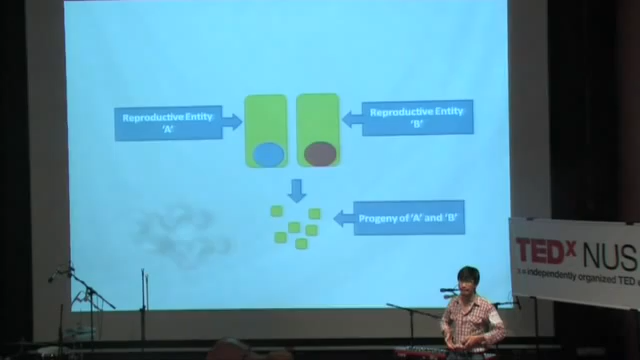 Reproductive Entity
'A'
Reproductive Entity
'B'
Progeny of 'A' and 'B'
TEDx NUS
independently organized TED